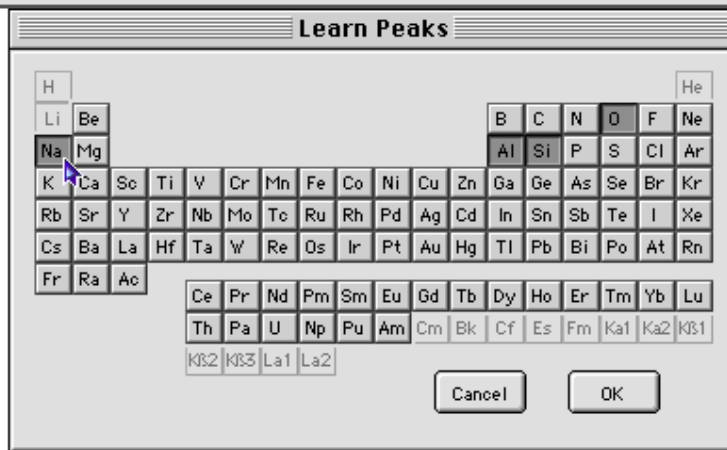 Learn Peaks
H He
Li Be B C N O F Ne
Na Mg Al Si P S Cl Ar
K Ca Sc Ti V Cr Mn Fe Co Ni Cu Zn Ga Ge As Se Br Kr
Rb Sr Y Zr Nb Mo Tc Ru Rh Pd Ag Cd In Sn Sb Te I Xe
Cs Ba La Hf Ta W Re Os Ir Pt Au Hg Tl Pb Bi Po At Rn
Fr Ra Ac
Ce Pr Nd Pm Sm Eu Gd Tb Dy Ho Er Tm Yb Lu
Th Pa U Np Pu Am Cm Bk Cf Es Fm Ka1 Ka2 Kß1
Kß2 Kß3 La1 La2
Cancel OK